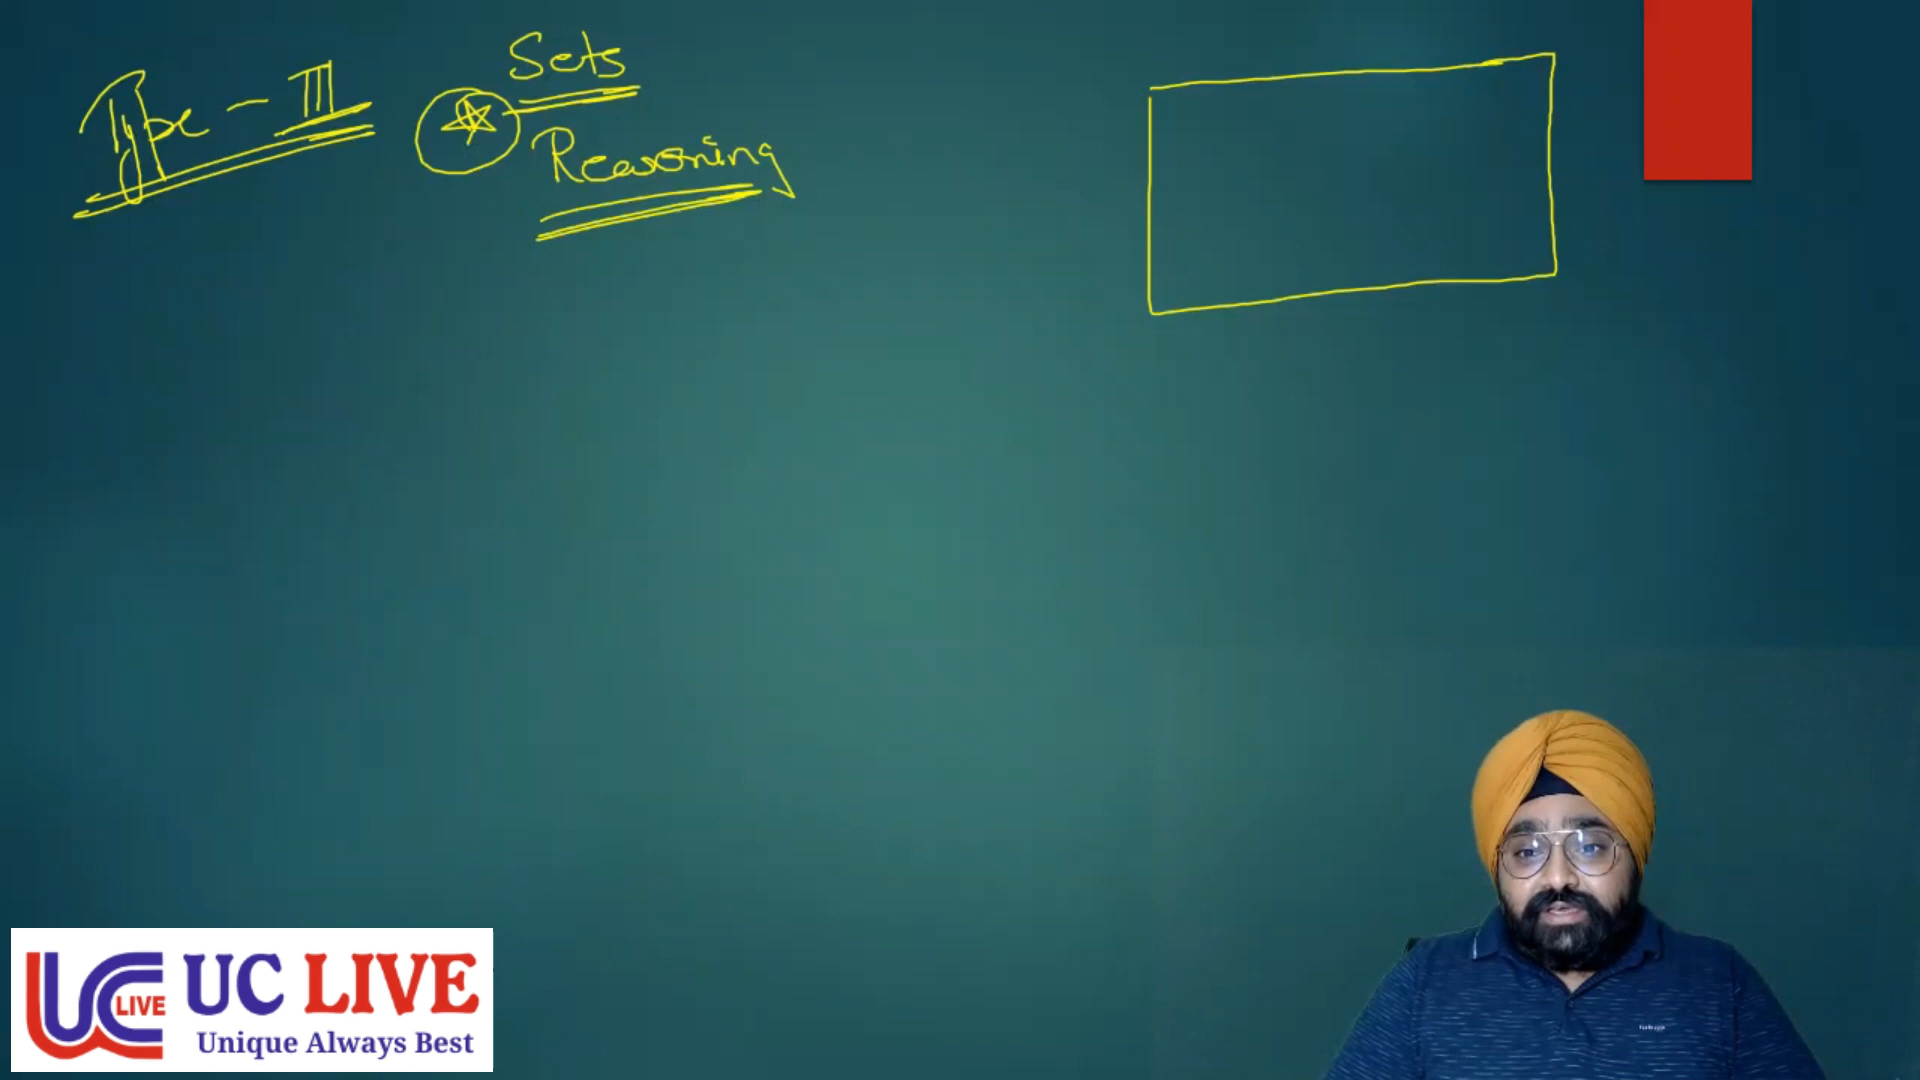 Type - III
Sets
Reasoning
LIVE
UC LIVE
Unique Always Best